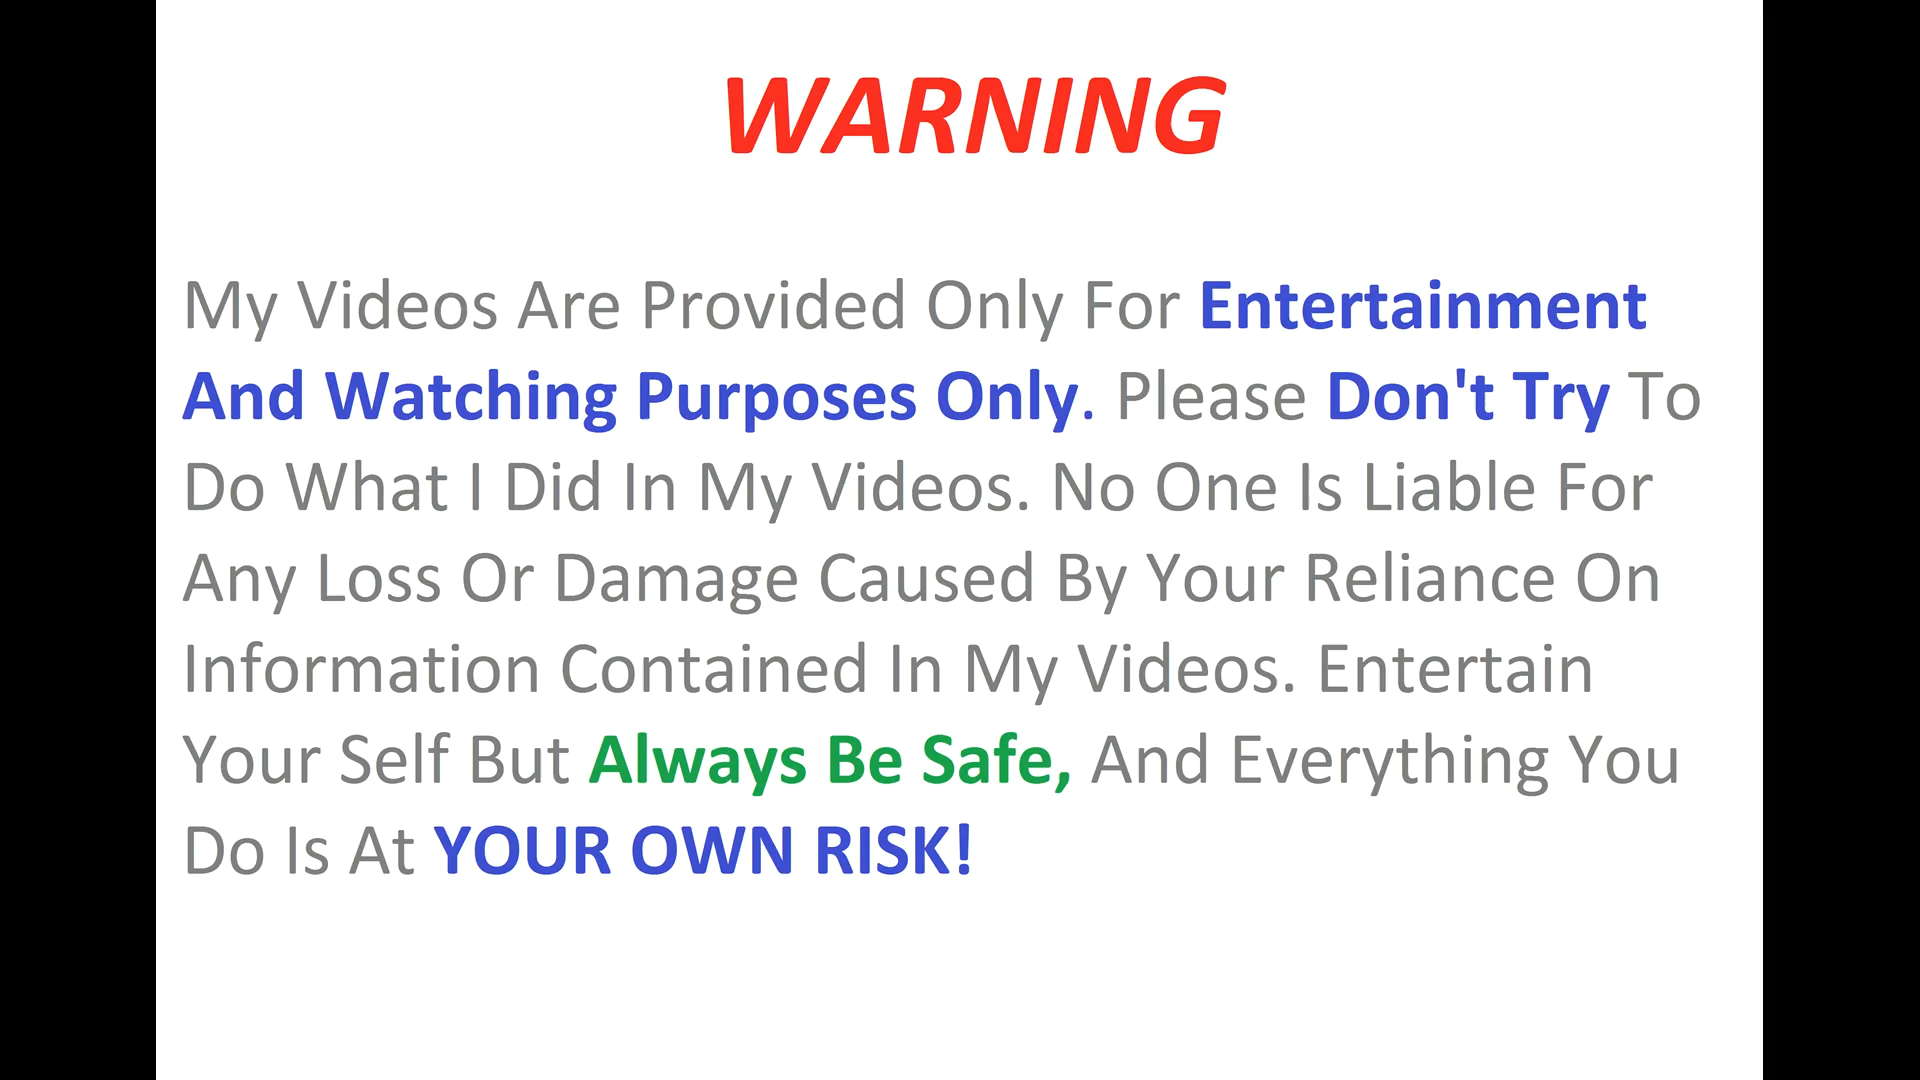 WARNING
My Videos Are Provided Only For Entertainment
And Watching Purposes Only. Please Don't Try To
Do What I Did In My Videos. No One Is Liable For
Any Loss Or Damage Caused By Your Reliance On
Information Contained In My Videos. Entertain
Your Self But Always Be Safe, And Everything You
Do Is At YOUR OWN RISK!